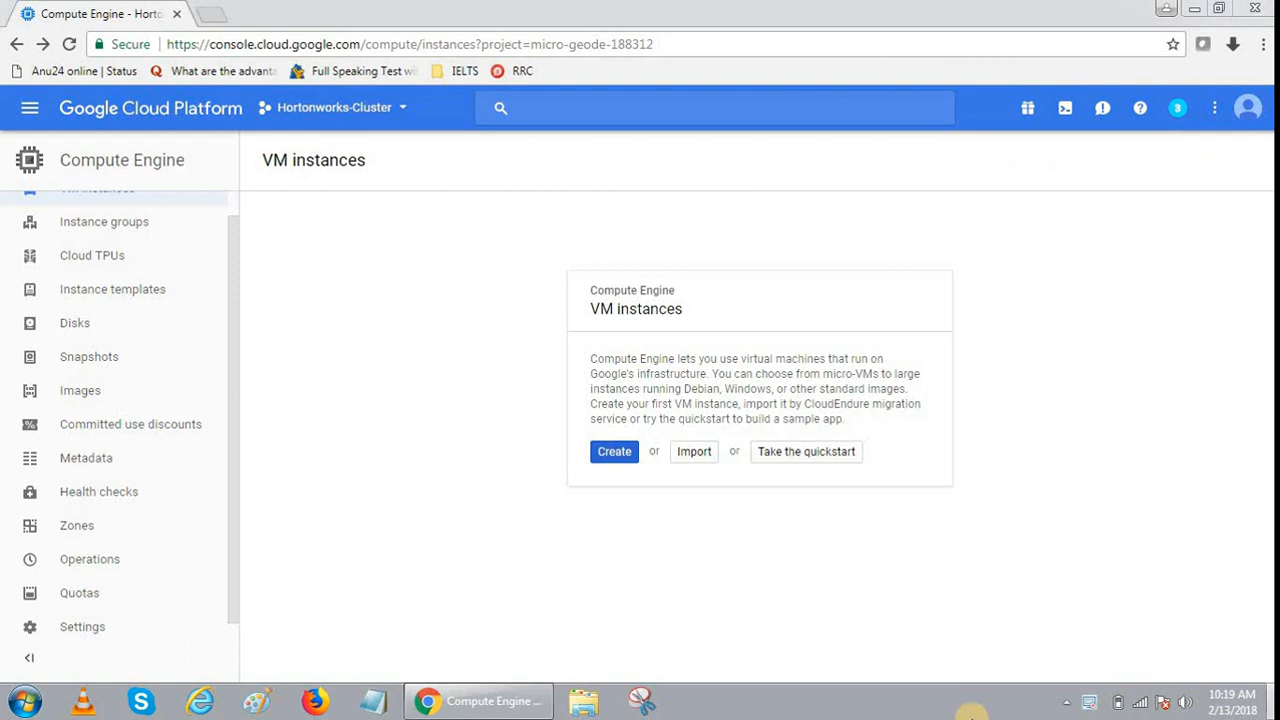 Compute Engine - Horto
Secure
https://console.cloud.google.com/compute/instances?project=micro-geode-188312
Anu24 online | Status
What are the advanta
Full Speaking Test wi
IELTS
RRC
Google Cloud Platform
Hortonworks-Cluster
3
Compute Engine
VM instances
VM instances
Instance groups
Cloud TPUs
Instance templates
Disks
Snapshots
Images
Committed use discounts
Metadata
Health checks
Zones
Operations
Quotas
Settings
Compute Engine
VM instances
Compute Engine lets you use virtual machines that run on
Google's infrastructure. You can choose from micro-VMs to large
instances running Debian, Windows, or other standard images.
Create your first VM instance, import it by CloudEndure migration
service or try the quickstart to build a sample app.
Create or Import or Take the quickstart
Compute Engine ...
10:19 AM
2/13/2018